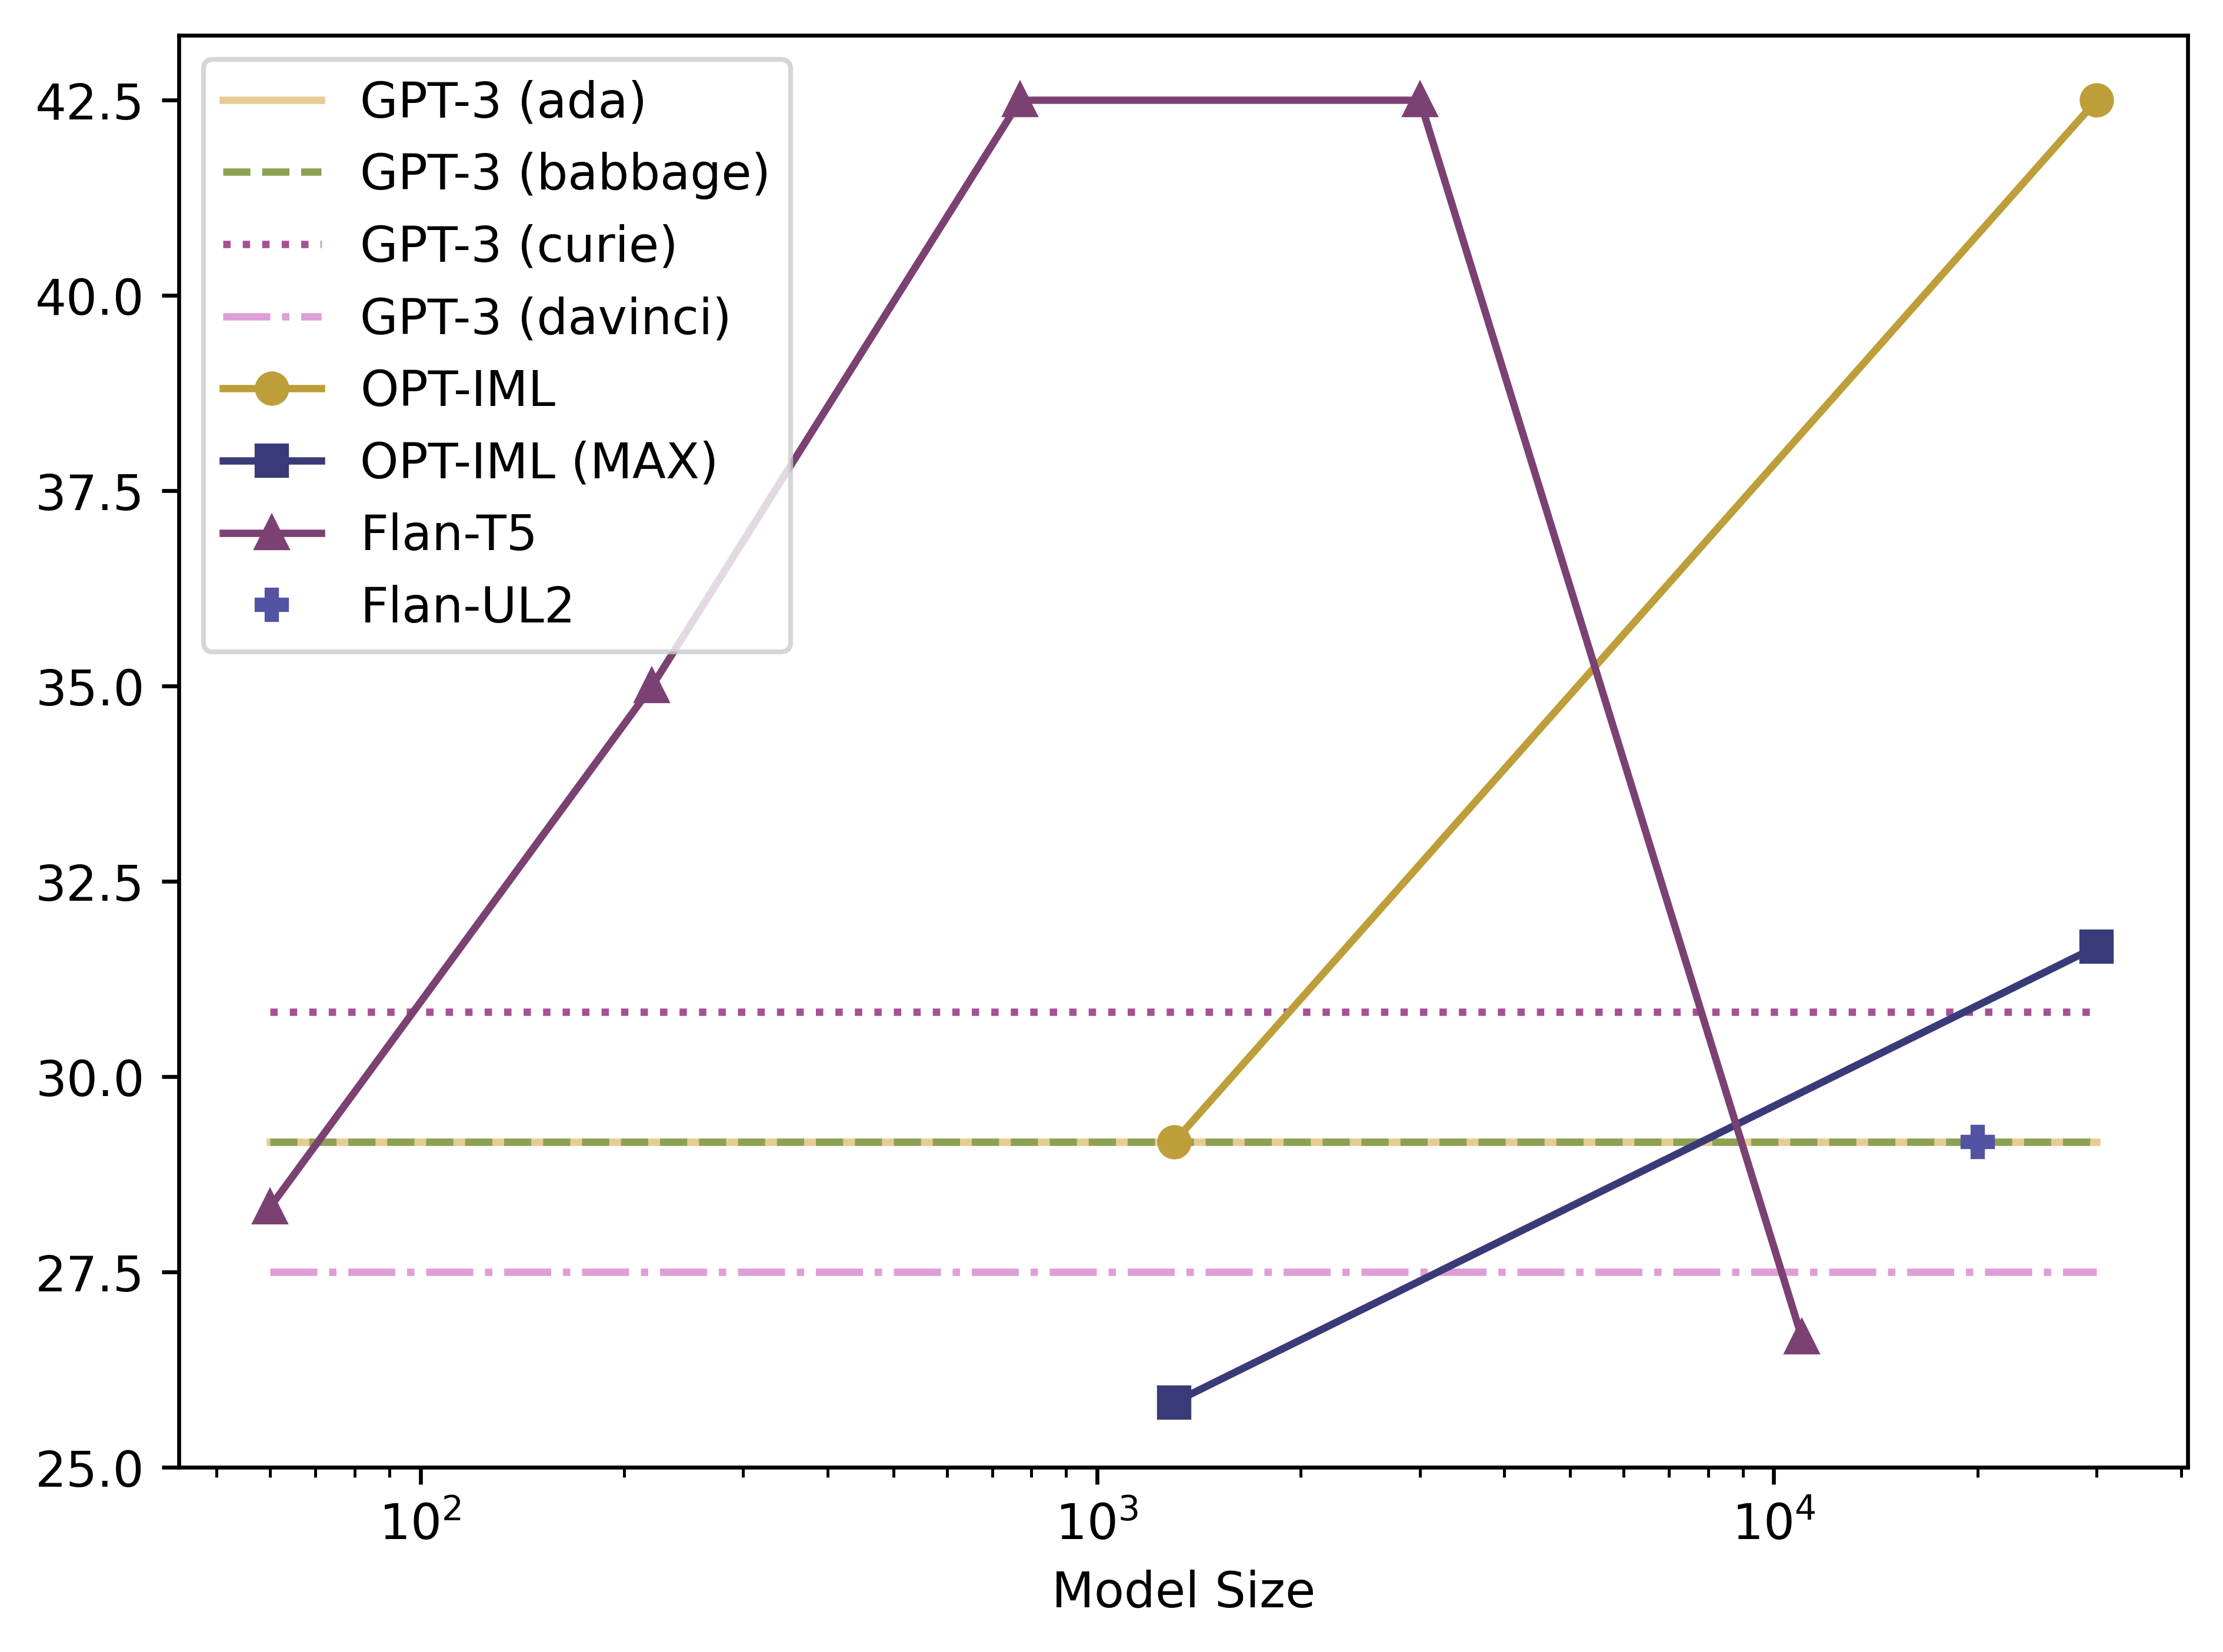 GPT-3 (ada)
GPT-3 (babbage)
GPT-3 (curie)
GPT-3 (davinci)
OPT-IML
OPT-IML (MAX)
Flan-T5
Flan-UL2
42.5
40.0
37.5
35.0
32.5
30.0
27.5
25.0
10² 10³ 10⁴
Model Size